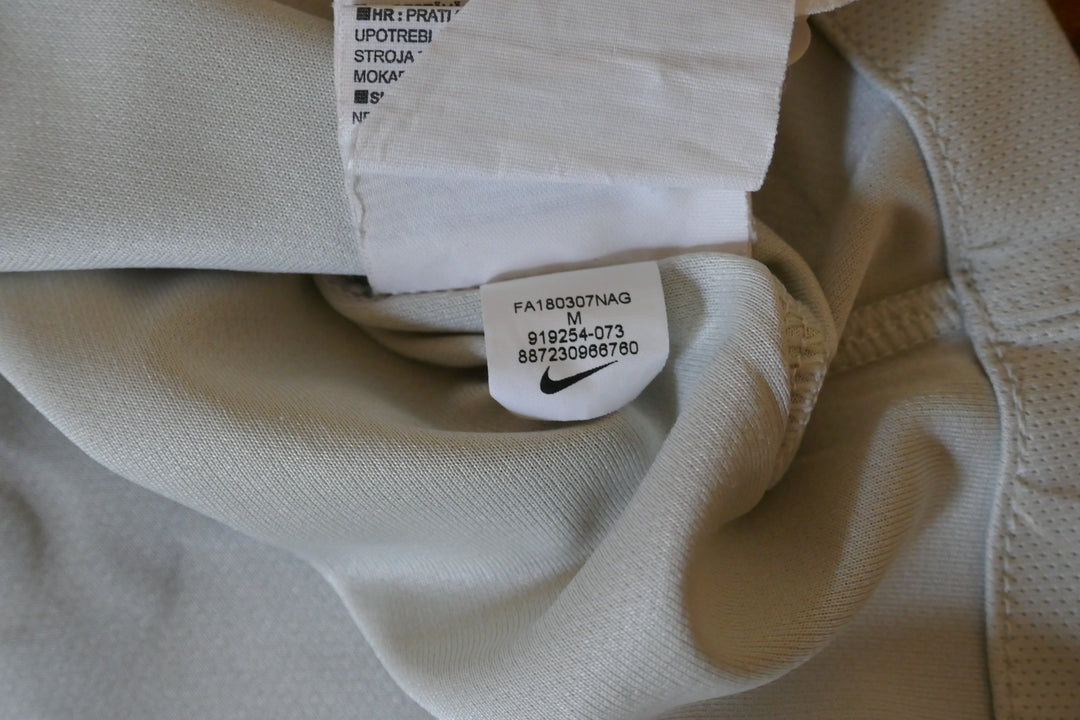 HR : PRATI
UPOTREBI
STROJA
MOKA
FA180307NAG
M
919254-073
887230966760